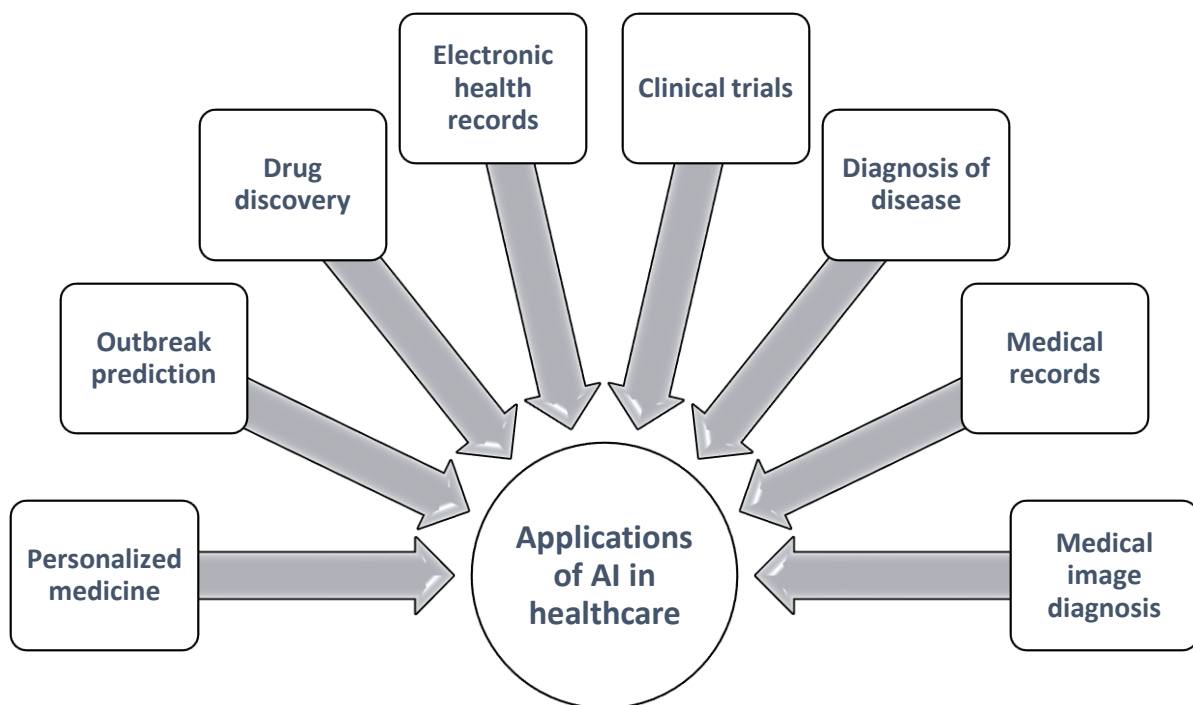 Electronic
health
records
Clinical trials
Drug
discovery
Diagnosis of
disease
Outbreak
prediction
Medical
records
Personalized
medicine
Applications
of AI in
healthcare
Medical
image
diagnosis